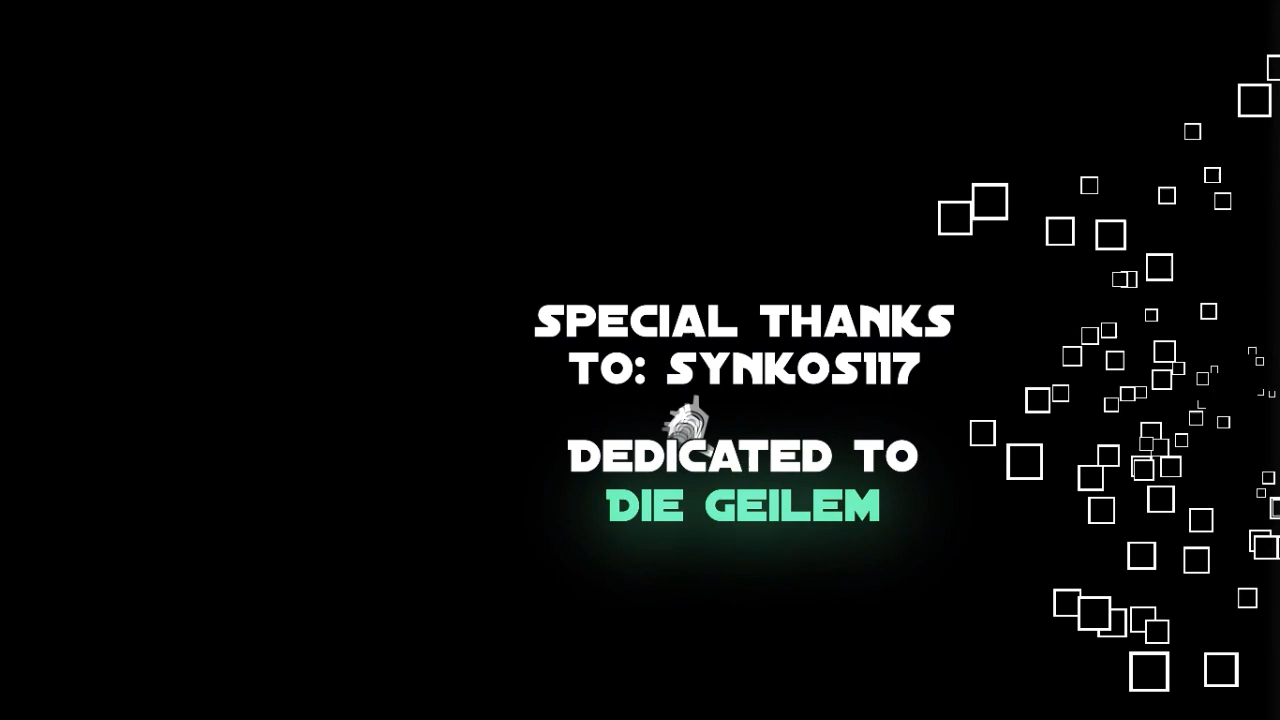 SPECIAL THANKS
TO: SYNKOS117
DEDICATED TO
DIE GEILEM